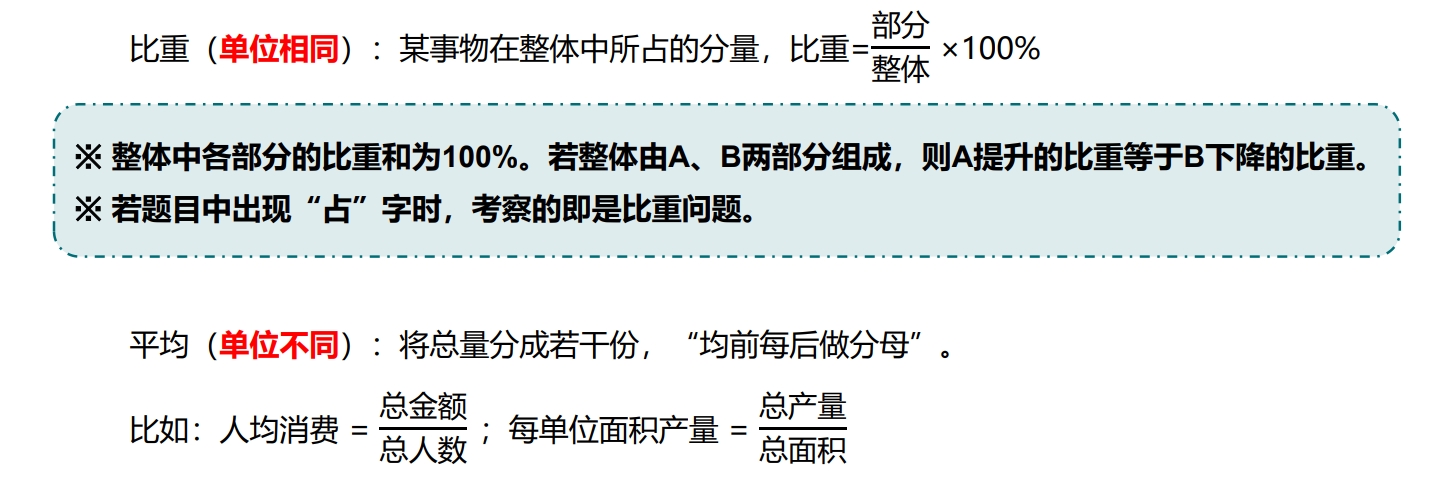 比重（单位相同）：某事物在整体中所占的分量，比重=部分/整体 ×100%
※ 整体中各部分的比重和为100%。若整体由A、B两部分组成，则A提升的比重等于B下降的比重。
※ 若题目中出现“占”字时，考察的即是比重问题。
平均（单位不同）：将总量分成若干份，“均前每后做分母”。
比如：人均消费 = 总金额/总人数 ；每单位面积产量 = 总产量/总面积